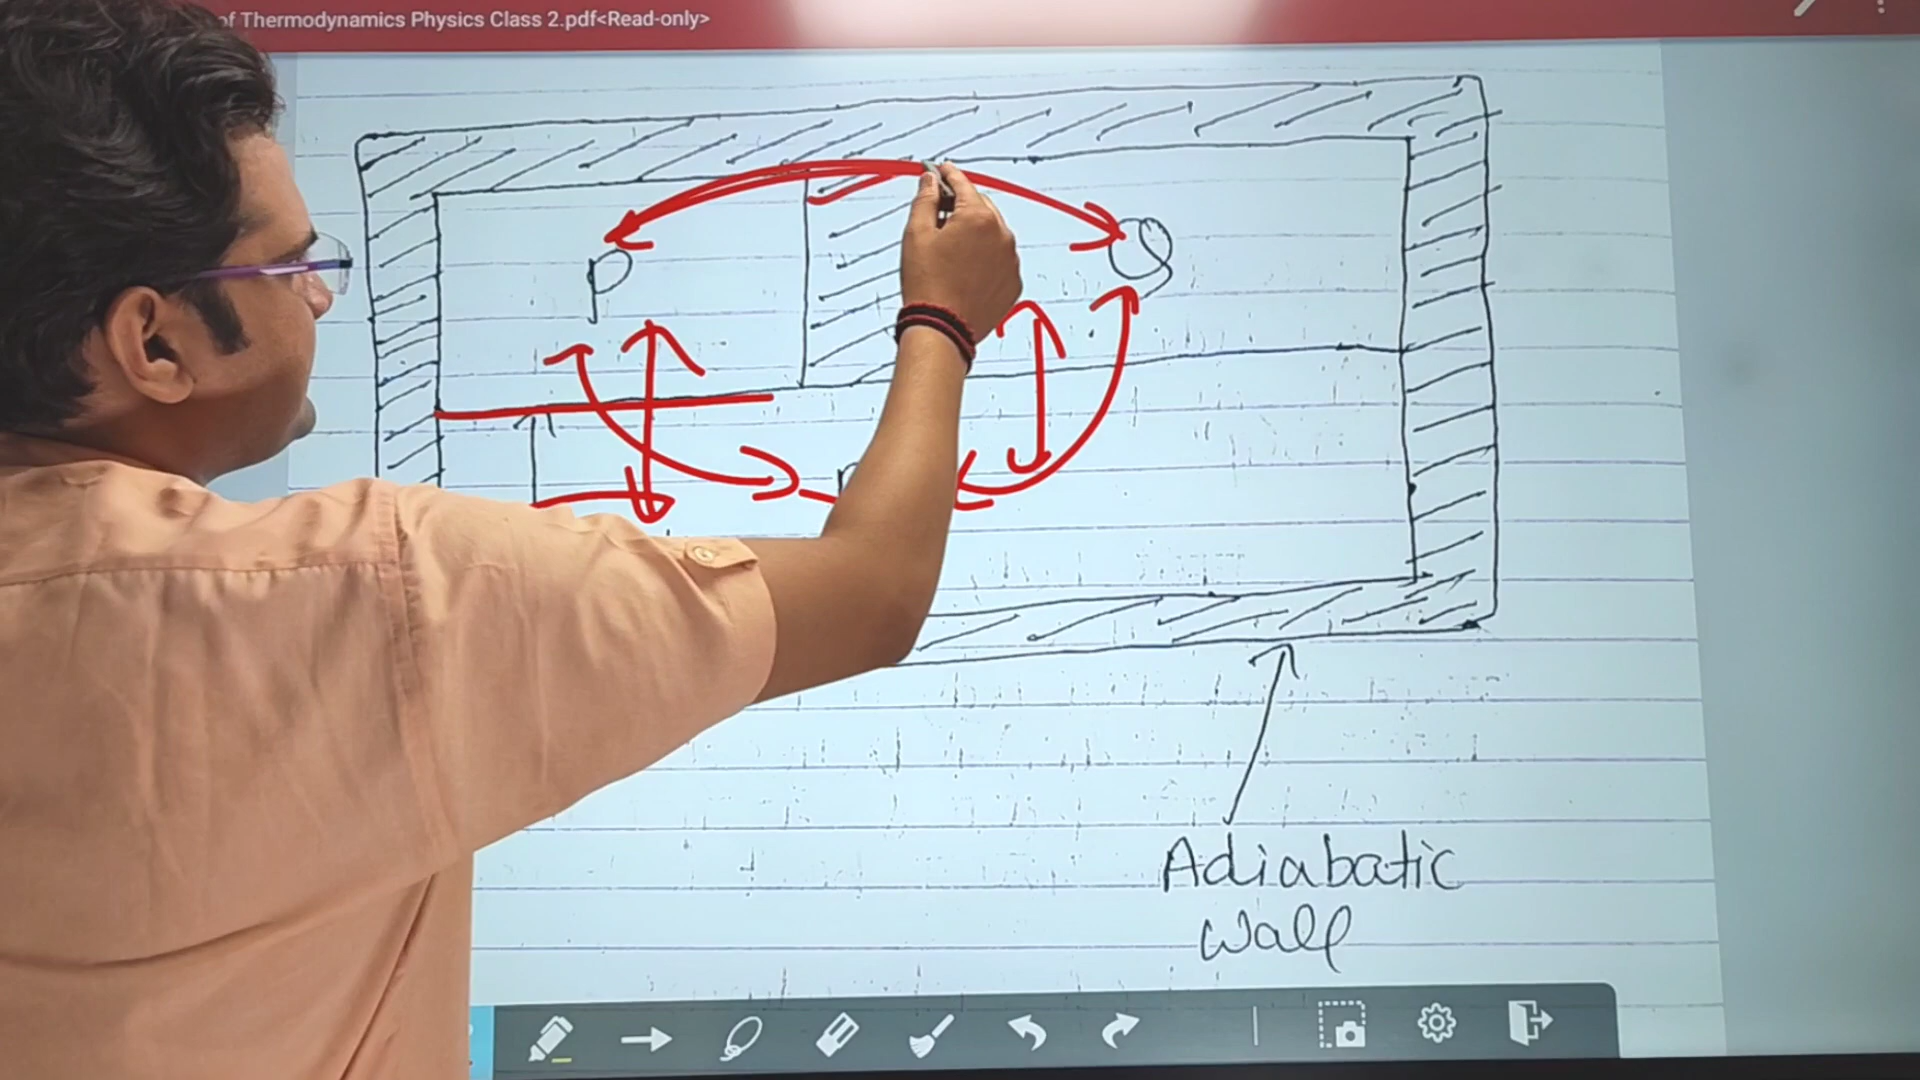 of Thermodynamics Physics Class 2.pdf<Read-only>
P
Q
Adiabatic
Wall